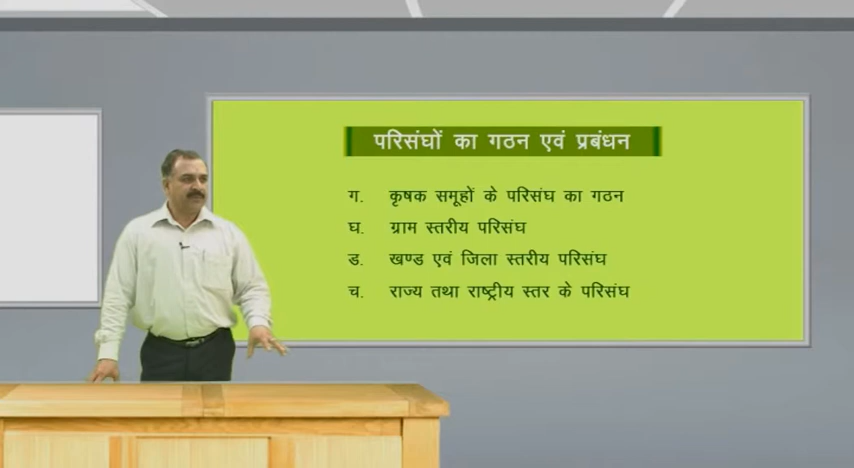 परिसंघों का गठन एवं प्रबंधन
ग. कृषक समूहों के परिसंघ का गठन
घ. ग्राम स्तरीय परिसंघ
ड. खण्ड एवं जिला स्तरीय परिसंघ
च. राज्य तथा राष्ट्रीय स्तर के परिसंघ